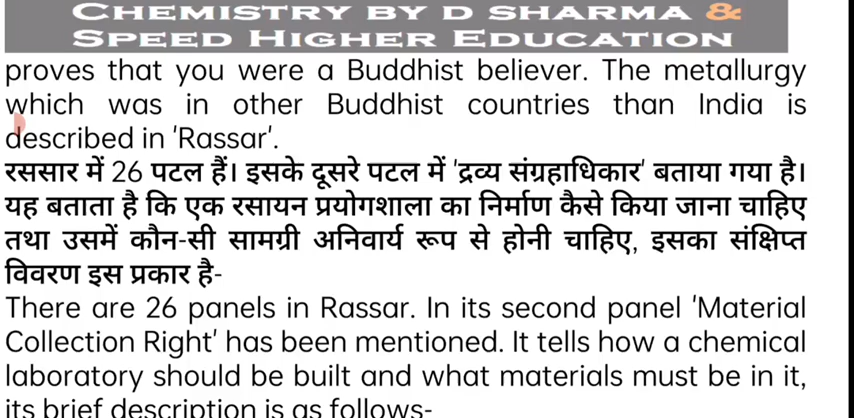 CHEMISTRY BY D SHARMA &
SPEED HIGHER EDUCATION
proves that you were a Buddhist believer. The metallurgy
which was in other Buddhist countries than India is
described in 'Rassar'.
रससार में 26 पटल हैं। इसके दूसरे पटल में 'द्रव्य संग्रहाधिकार' बताया गया है।
यह बताता है कि एक रसायन प्रयोगशाला का निर्माण कैसे किया जाना चाहिए
तथा उसमें कौन-सी सामग्री अनिवार्य रूप से होनी चाहिए, इसका संक्षिप्त
विवरण इस प्रकार है-
There are 26 panels in Rassar. In its second panel 'Material
Collection Right' has been mentioned. It tells how a chemical
laboratory should be built and what materials must be in it,
its brief description is as follows-